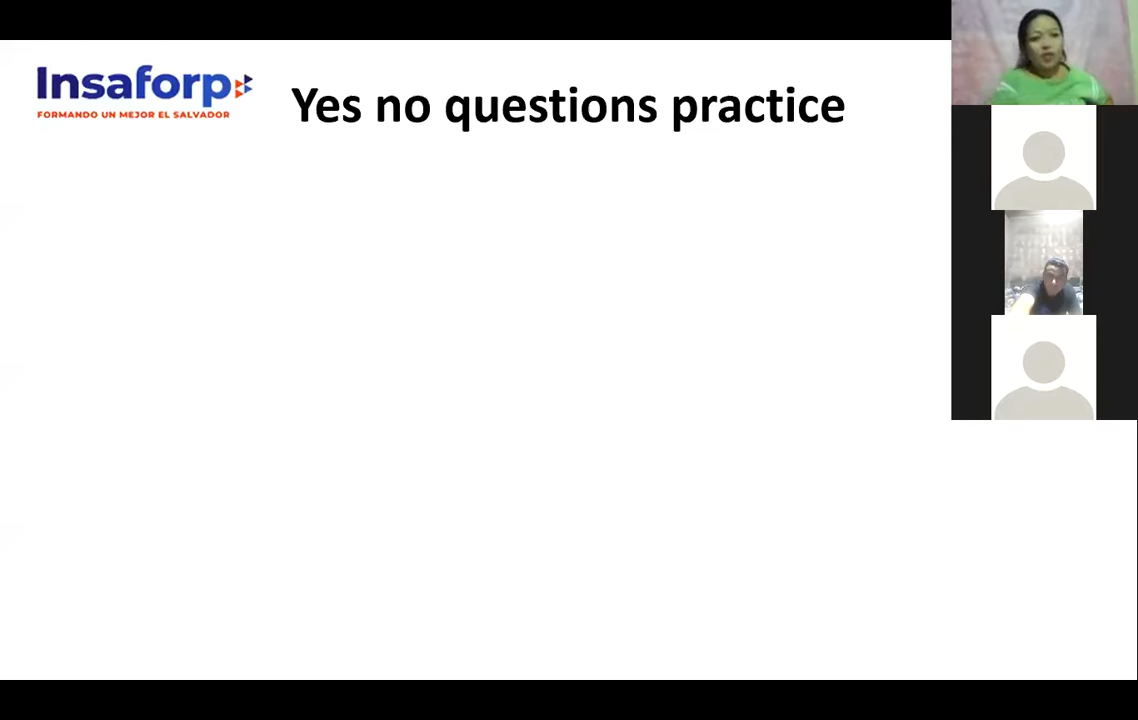 Insaforp
FORMANDO UN MEJOR EL SALVADOR
Yes no questions practice